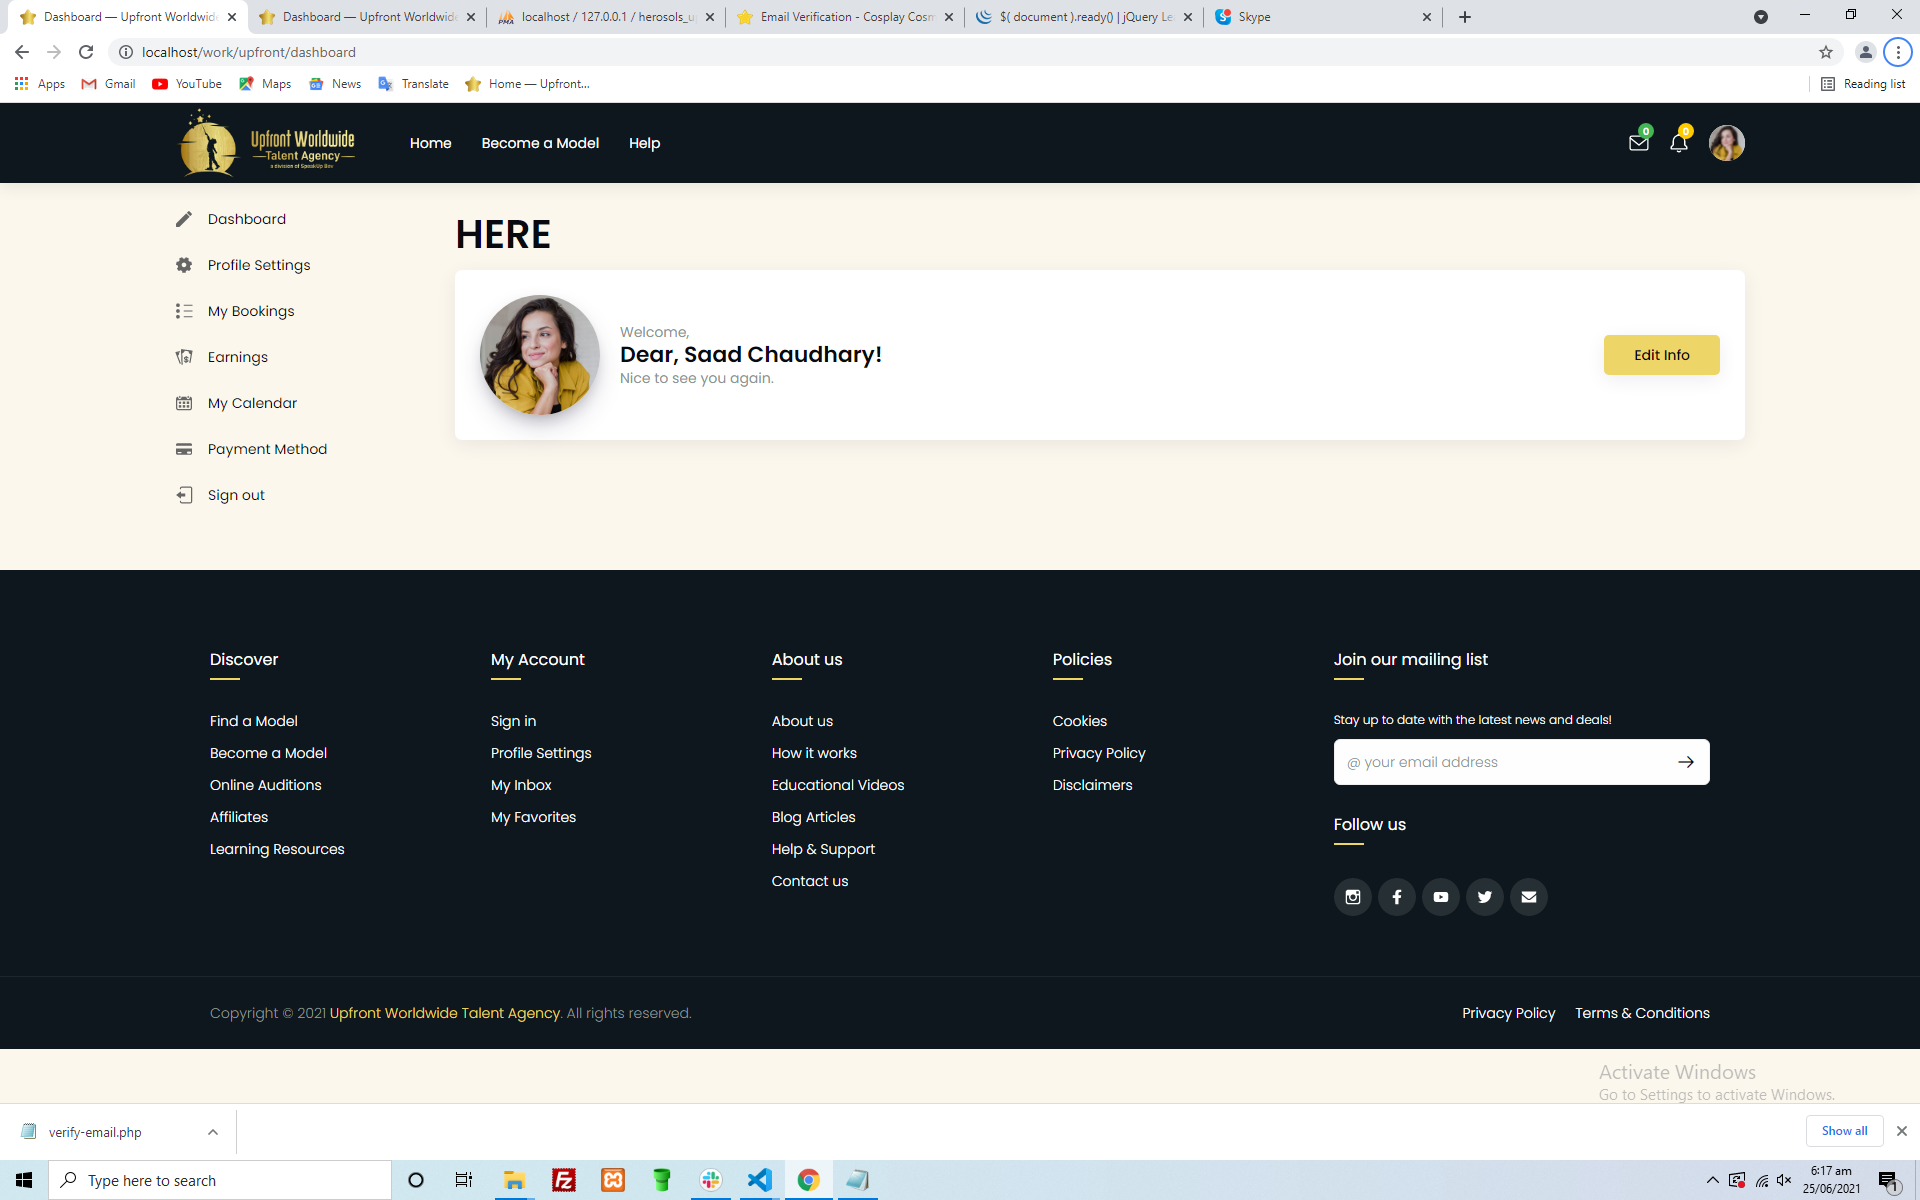 Dashboard — Upfront Worldwide
Dashboard — Upfront Worldwide
localhost / 127.0.0.1 / herosols_u
Email Verification - Cosplay Cosm
$( document ).ready() | jQuery Le
Skype
localhost/work/upfront/dashboard
Apps
Gmail
YouTube
Maps
News
Translate
Home — Upfront...
Reading list
Upfront Worldwide
Talent Agency
a division of SpeakUp Dev
Home
Become a Model
Help
0
0
Dashboard
Profile Settings
My Bookings
Earnings
My Calendar
Payment Method
Sign out
HERE
Welcome,
Dear, Saad Chaudhary!
Nice to see you again.
Edit Info
Discover
Find a Model
Become a Model
Online Auditions
Affiliates
Learning Resources
My Account
Sign in
Profile Settings
My Inbox
My Favorites
About us
About us
How it works
Educational Videos
Blog Articles
Help & Support
Contact us
Policies
Cookies
Privacy Policy
Disclaimers
Join our mailing list
Stay up to date with the latest news and deals!
@ your email address
Follow us
Copyright © 2021 Upfront Worldwide Talent Agency. All rights reserved.
Privacy Policy
Terms & Conditions
Activate Windows
Go to Settings to activate Windows.
verify-email.php
Show all
Type here to search
6:17 am
25/06/2021
1